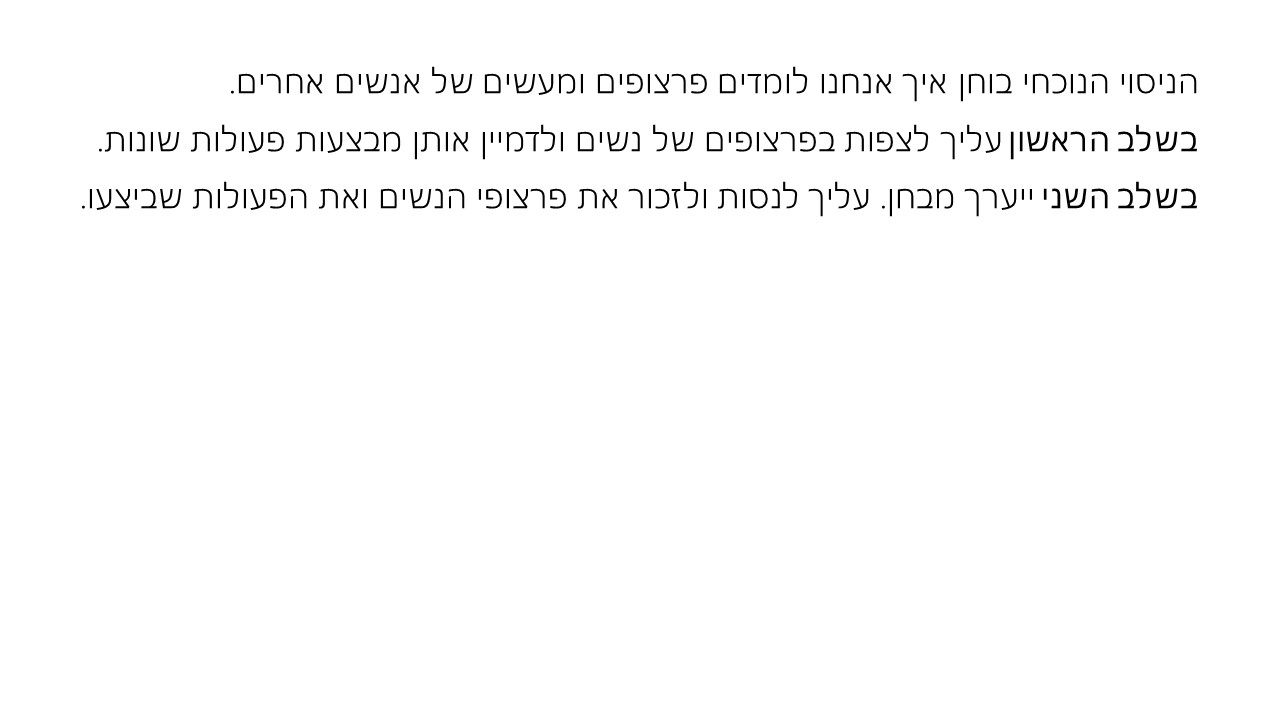 הניסוי הנוכחי בוחן איך אנחנו לומדים פרצופים ומעשים של אנשים אחרים.
בשלב הראשון עליך לצפות בפרצופים של נשים ולדמיין אותן מבצעות פעולות שונות.
בשלב השני ייערך מבחן. עליך לנסות ולזכור את פרצופי הנשים ואת הפעולות שביצעו.